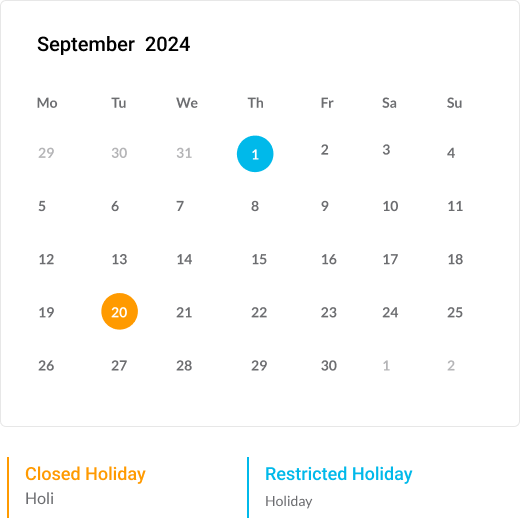 September 2024
Mo Tu We Th Fr Sa Su
29 30 31 1 2 3 4
5 6 7 8 9 10 11
12 13 14 15 16 17 18
19 20 21 22 23 24 25
26 27 28 29 30 1 2
Closed Holiday Restricted Holiday
Holi Holiday